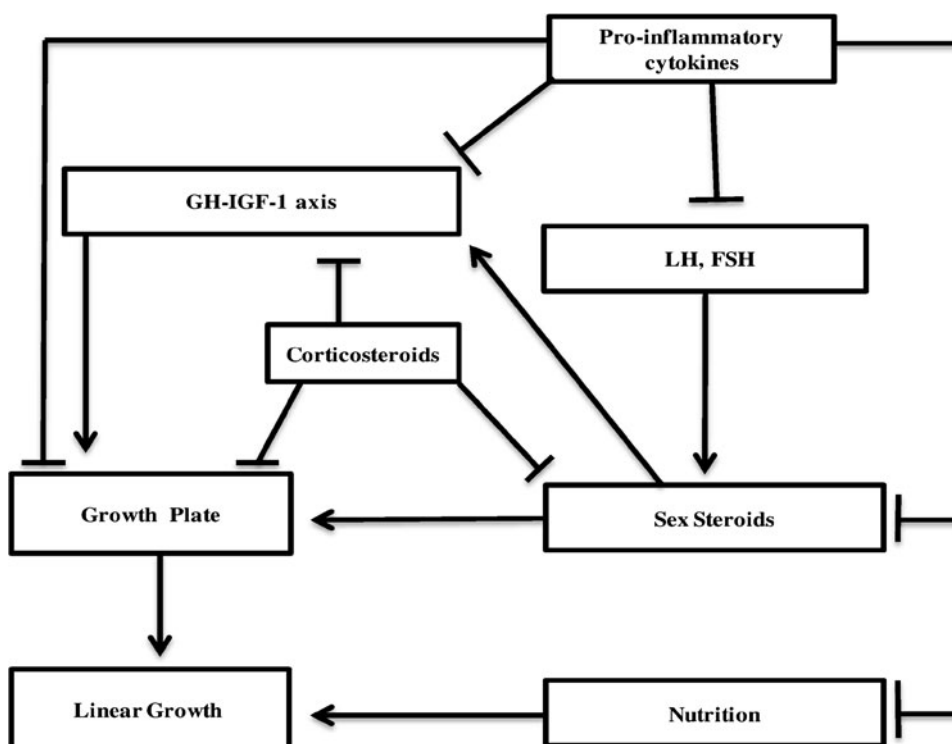 Pro-inflammatory
cytokines
GH-IGF-1 axis
LH, FSH
Corticosteroids
Growth Plate
Sex Steroids
Linear Growth
Nutrition